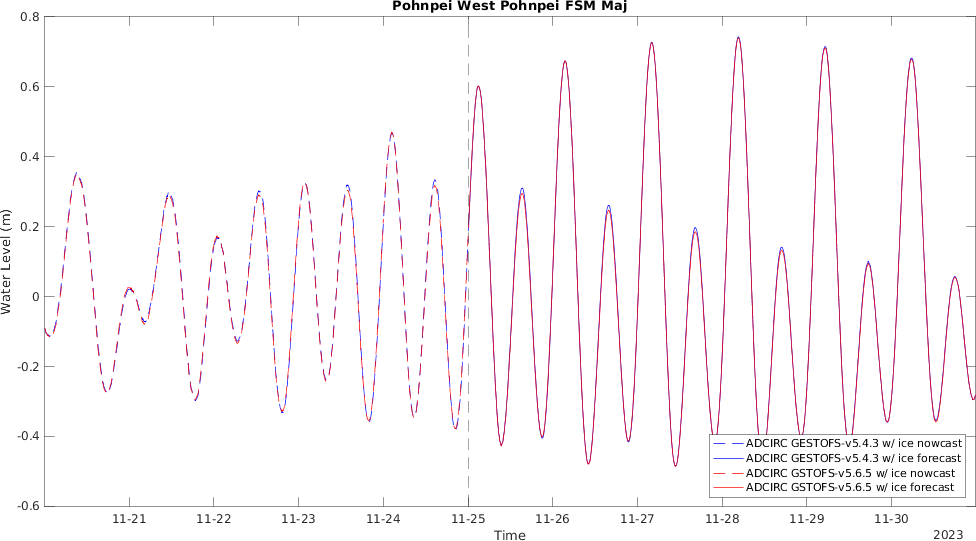 Pohnpei West Pohnpei FSM Maj
0.8
0.6
0.4
0.2
0
-0.2
-0.4
-0.6
Water Level (m)
ADCIRC GESTOFS-v5.4.3 w/ ice nowcast
ADCIRC GESTOFS-v5.4.3 w/ ice forecast
ADCIRC GSTOFS-v5.6.5 w/ ice nowcast
ADCIRC GSTOFS-v5.6.5 w/ ice forecast
11-21 11-22 11-23 11-24 11-25 11-26 11-27 11-28 11-29 11-30
Time
2023